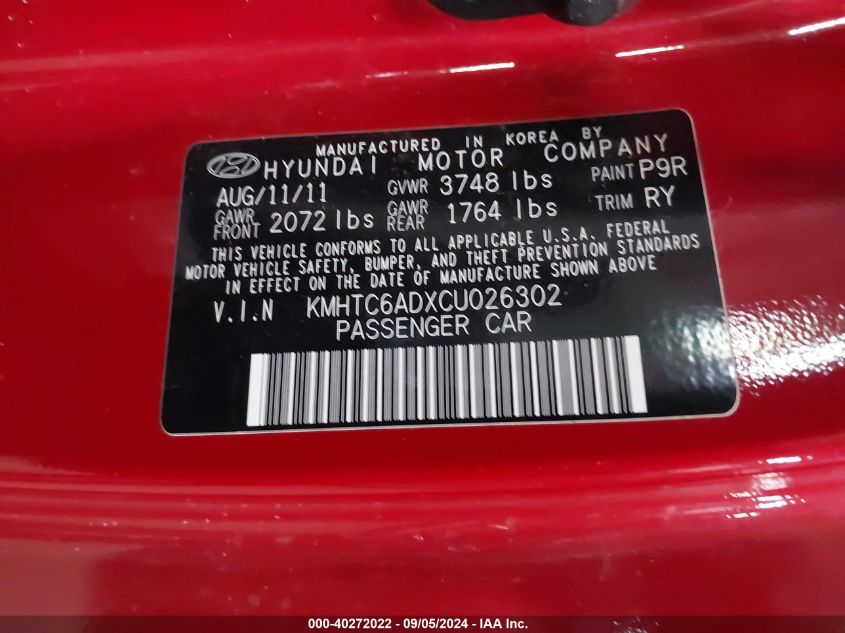 MANUFACTURED IN KOREA BY
HYUNDAI MOTOR COMPANY
AUG/11/11 GVWR 3748 lbs PAINT P9R
GAWR FRONT 2072 lbs GAWR REAR 1764 lbs TRIM RY
THIS VEHICLE CONFORMS TO ALL APPLICABLE U.S.A. FEDERAL
MOTOR VEHICLE SAFETY, BUMPER, AND THEFT PREVENTION STANDARDS
IN EFFECT ON THE DATE OF MANUFACTURE SHOWN ABOVE.
V.I.N KMHTC6ADXCU026302
PASSENGER CAR
000-40272022 - 09/05/2024 - IAA Inc.